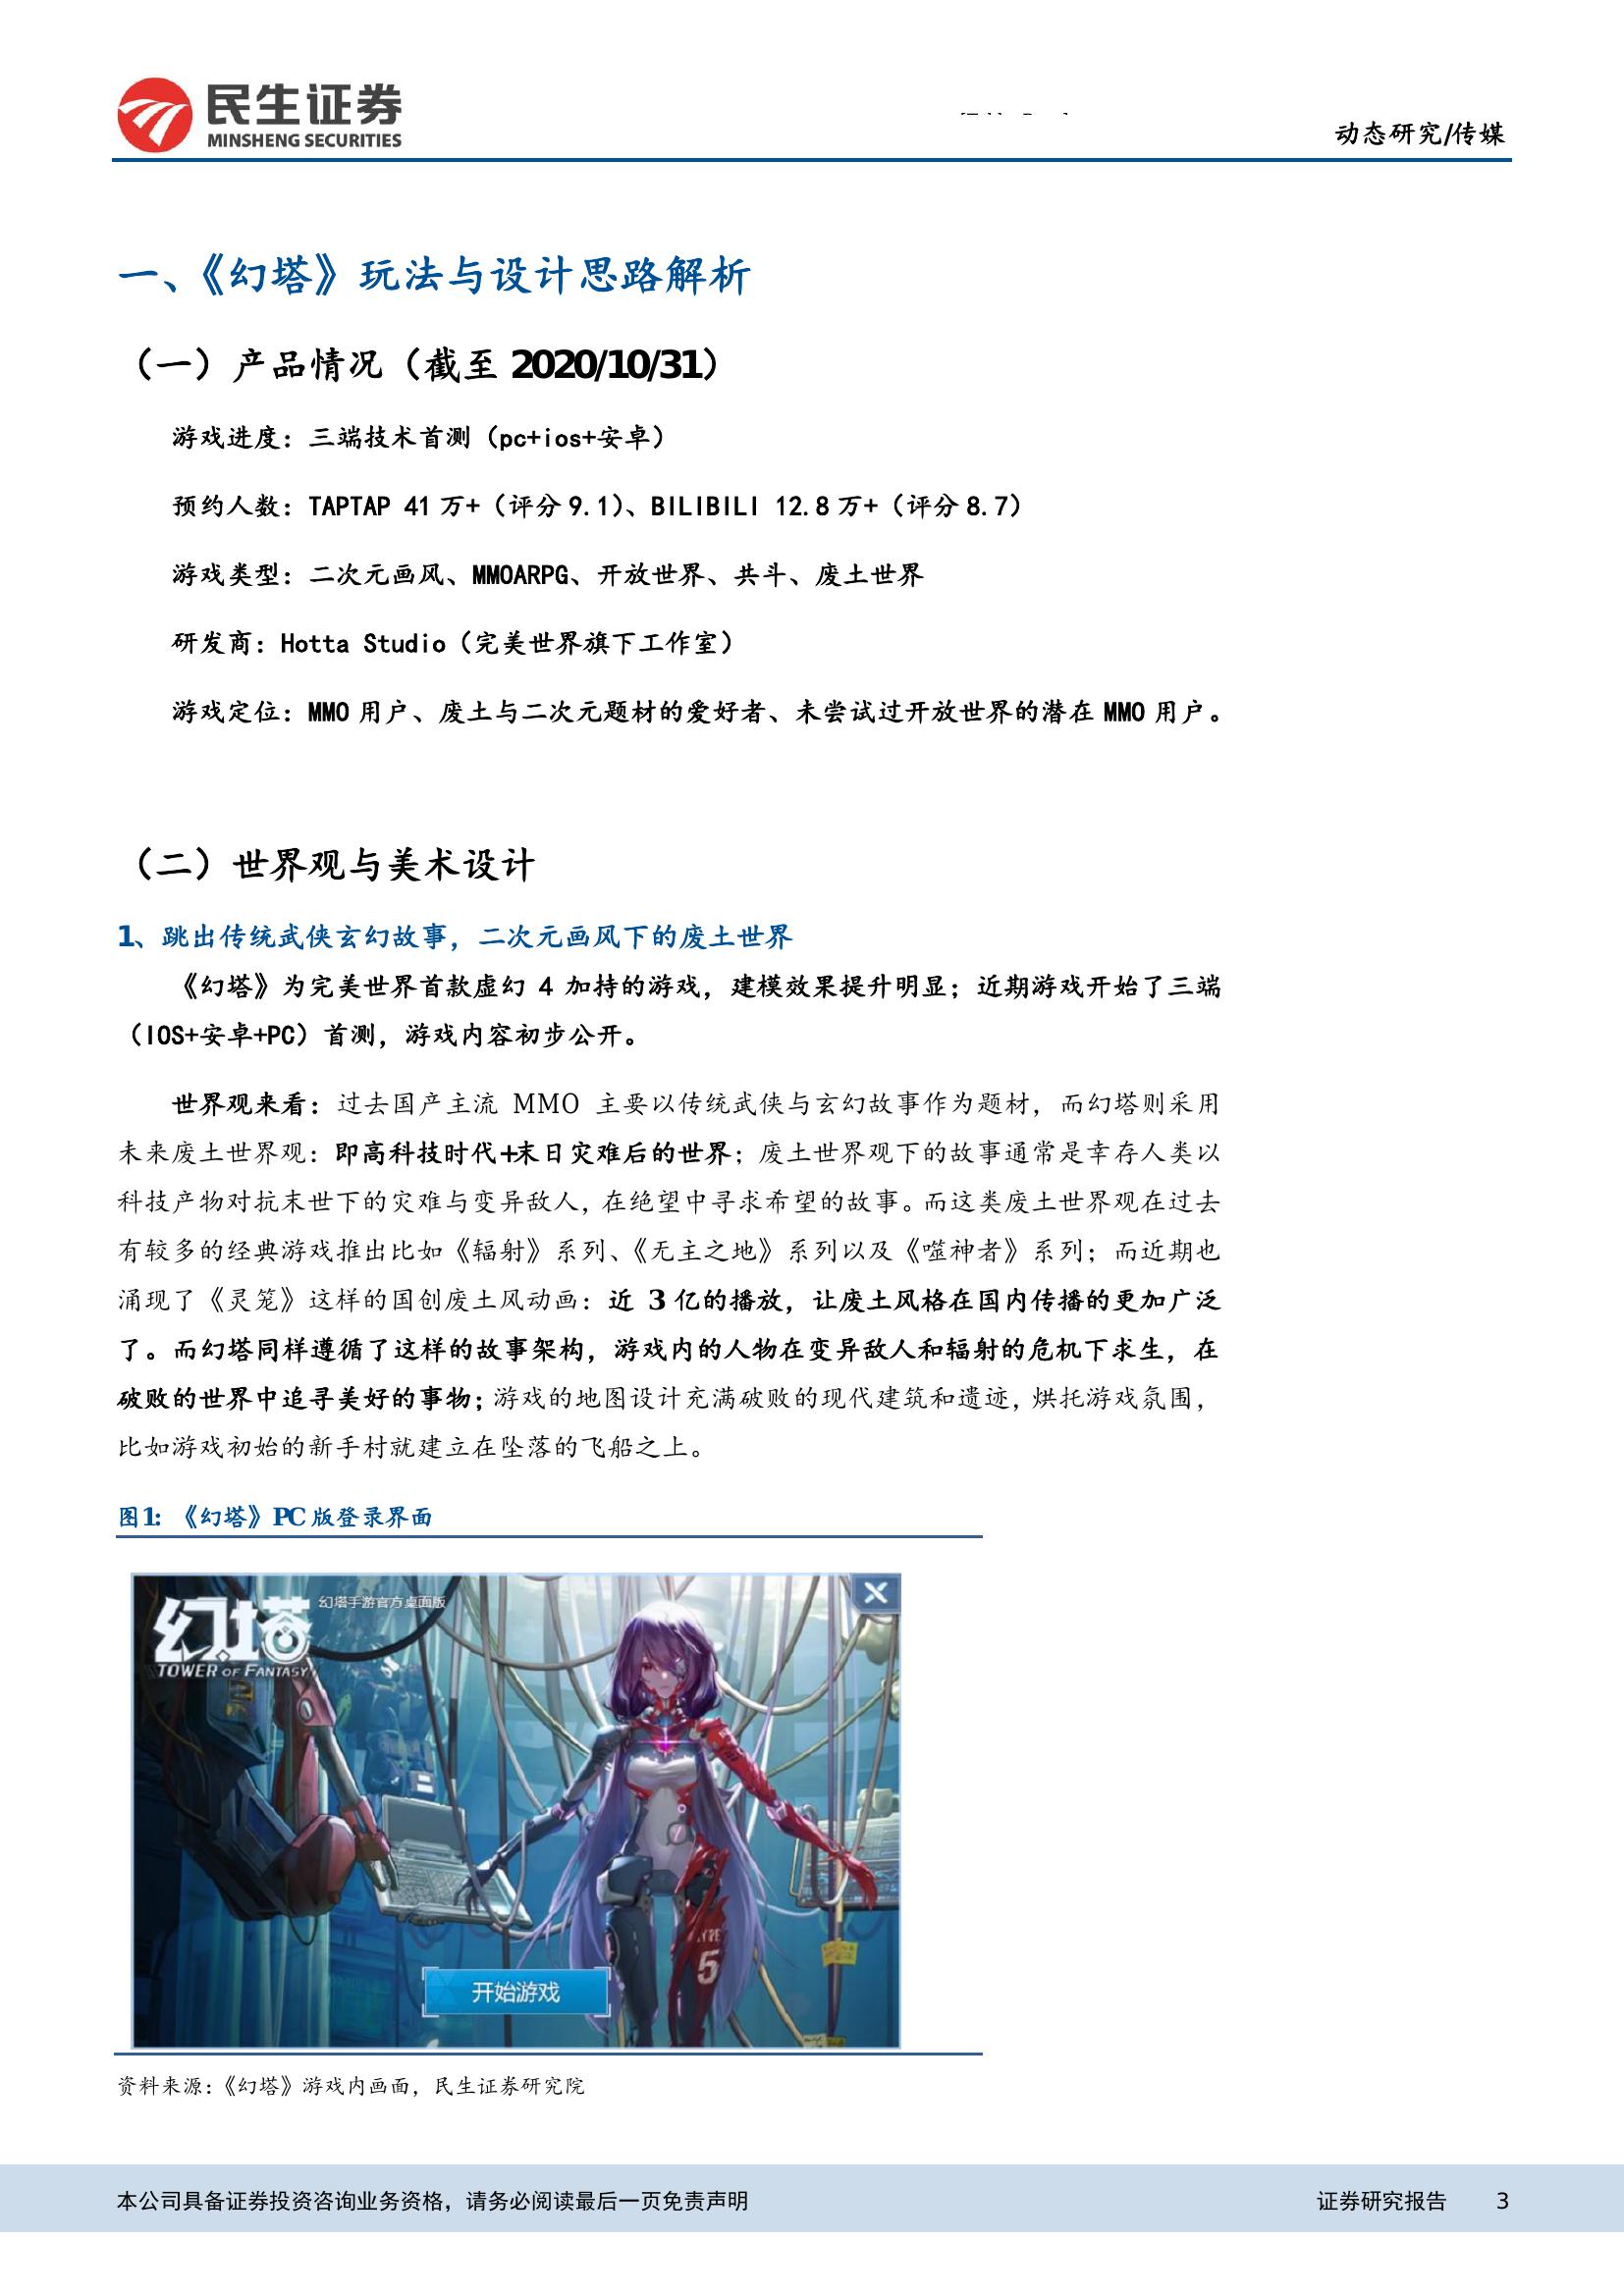 民生证券
MINSHENG SECURITIES
动态研究/传媒
一、《幻塔》玩法与设计思路解析
（一）产品情况（截至 2020/10/31）
游戏进度：三端技术首测（pc+ios+安卓）
预约人数：TAPTAP 41 万+（评分 9.1）、BILIBILI 12.8 万+（评分 8.7）
游戏类型：二次元画风、MMOARPG、开放世界、共斗、废土世界
研发商：Hotta Studio（完美世界旗下工作室）
游戏定位：MMO 用户、废土与二次元题材的爱好者、未尝试过开放世界的潜在 MMO 用户。
（二）世界观与美术设计
1、跳出传统武侠玄幻故事，二次元画风下的废土世界
《幻塔》为完美世界首款虚幻 4 加持的游戏，建模效果提升明显；近期游戏开始了三端
（IOS+安卓+PC）首测，游戏内容初步公开。
世界观来看：过去国产主流 MMO 主要以传统武侠与玄幻故事作为题材，而幻塔则采用
未来废土世界观：即高科技时代+末日灾难后的世界；废土世界观下的故事通常是幸存人类以
科技产物对抗末世下的灾难与变异敌人，在绝望中寻求希望的故事。而这类废土世界观在过去
有较多的经典游戏推出比如《辐射》系列、《无主之地》系列以及《噬神者》系列；而近期也
涌现了《灵笼》这样的国创废土风动画：近 3 亿的播放，让废土风格在国内传播的更加广泛
了。而幻塔同样遵循了这样的故事架构，游戏内的人物在变异敌人和辐射的危机下求生，在
破败的世界中追寻美好的事物；游戏的地图设计充满破败的现代建筑和遗迹，烘托游戏氛围，
比如游戏初始的新手村就建立在坠落的飞船之上。
图1：《幻塔》PC 版登录界面
幻塔
幻塔手游官方桌面版
TOWER OF FANTASY
5
开始游戏
资料来源：《幻塔》游戏内画面，民生证券研究院
本公司具备证券投资咨询业务资格，请务必阅读最后一页免责声明
证券研究报告 3